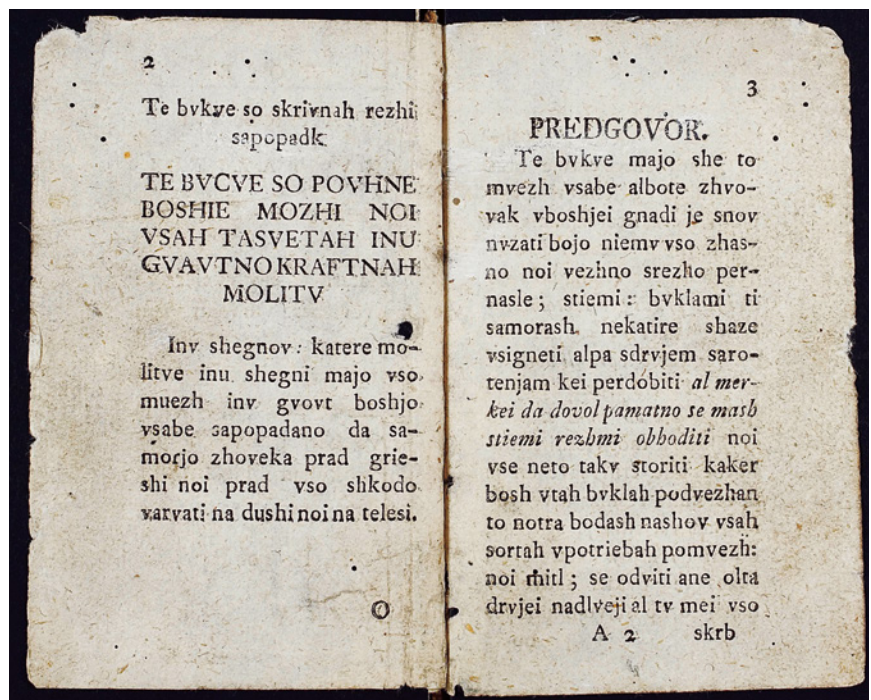 2
Te bvkve so skrivnah rezhi
sapopadk
TE BVCVE SO POVHNE
BOSHIE MOZHI NOI
VSAH TASVETAH INU
GVAVTNO KRAFTNAH
MOLITV
Inv shegnov: katere mo-
litve inu shegni majo vso
muezh inv gvovt boshjo
vsabe sapopadano da sa-
morjo zhoveka prad grie-
shi noi prad vso shkodo
varvati na dushi noi na telesi.
O
3
PREDGOVOR.
Te bvkve majo she to
mvezh vsabe albote zhvo-
vak vboshjei gnadi je snov
nvzati bojo niemv vso zhas-
no noi vezhno srezho per-
nasle; stiemi: bvklami ti
samorash nekatire shaze
vsigneti alpa sdrvjem saro-
tenjam kei perdobiti al mer-
kei da dovol pamatno se mash
stiemi rezhmi obhoditi noi
vse neto takv storiti kaker
bosh vtah bvklah podvezhan
to notra bodash nashov vsah
sortah vpotriebah pomvezh:
noi mitl; se odviti ane olta
drvjei nadlveji al tv mei vso
A 2 skrb